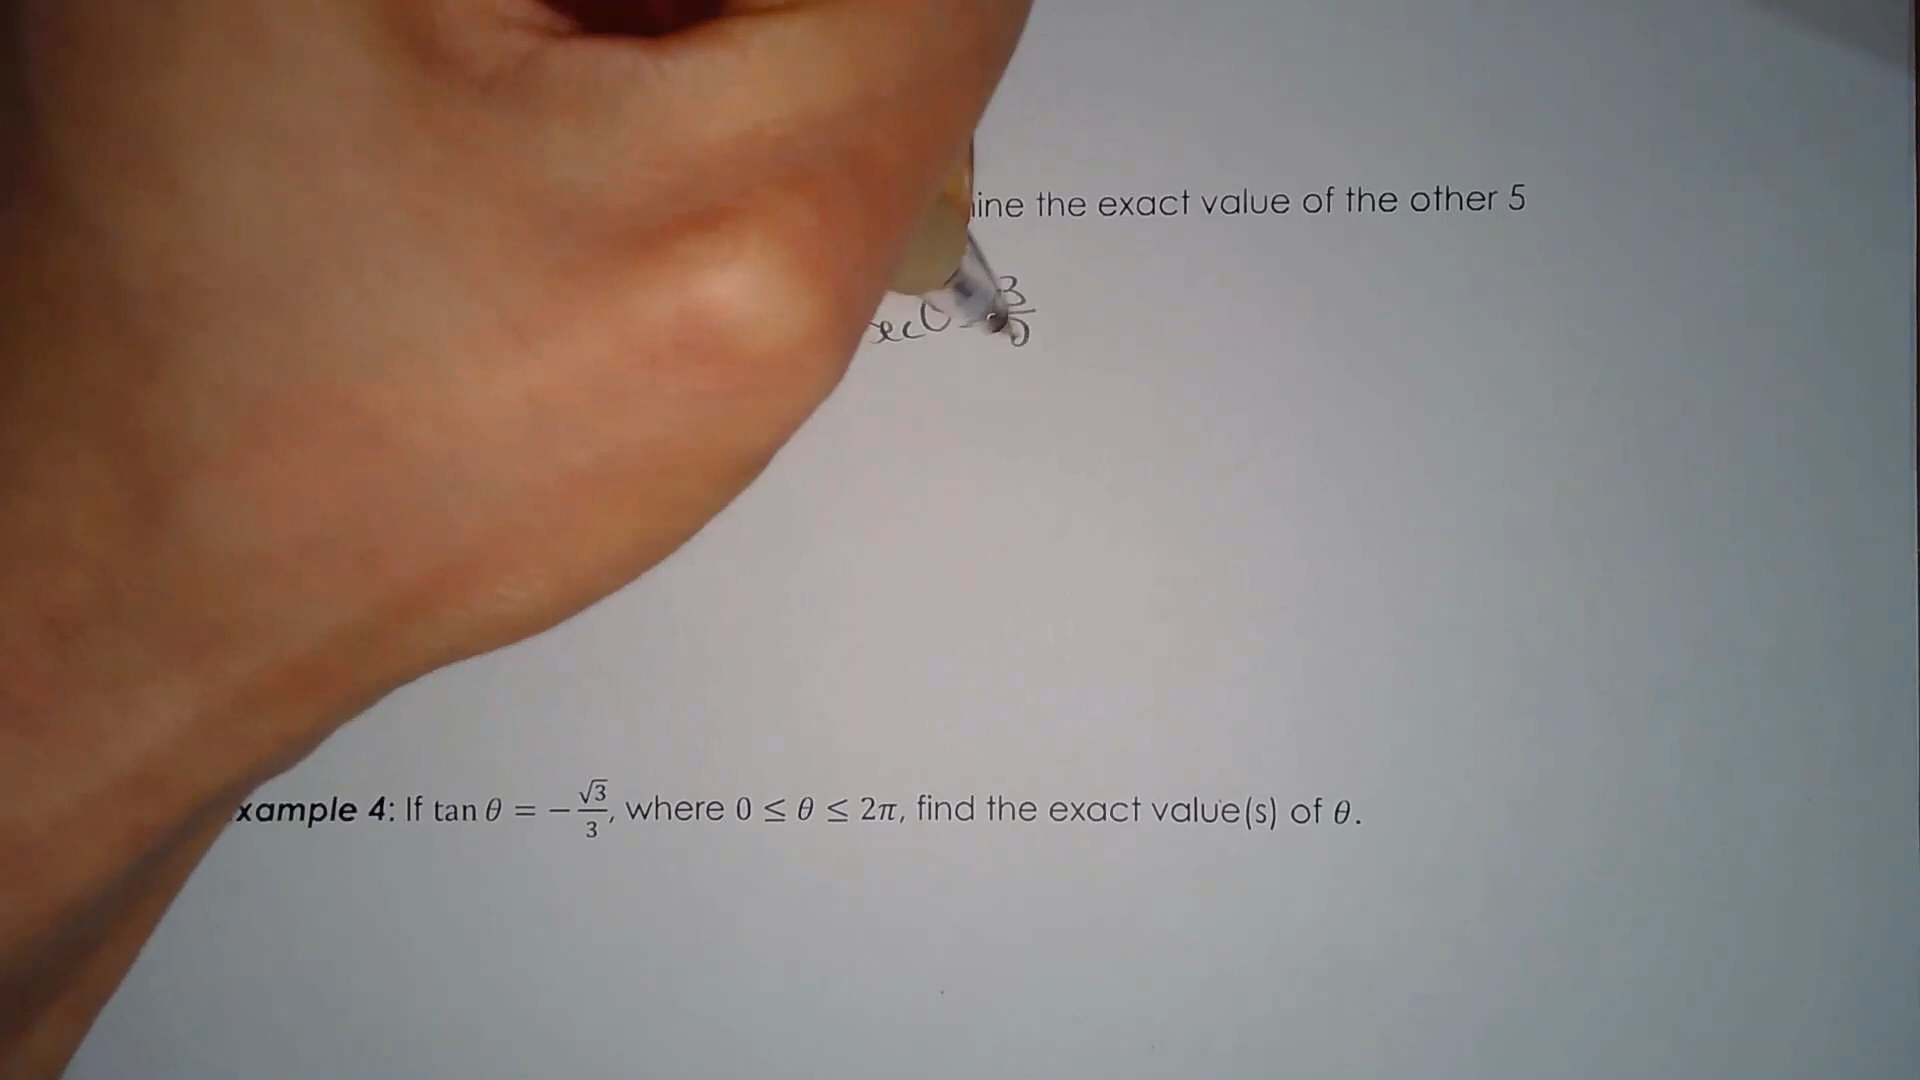 the exact value of the other 5
xample 4: If tan θ = −√3/3, where 0 ≤ θ ≤ 2π, find the exact value(s) of θ.